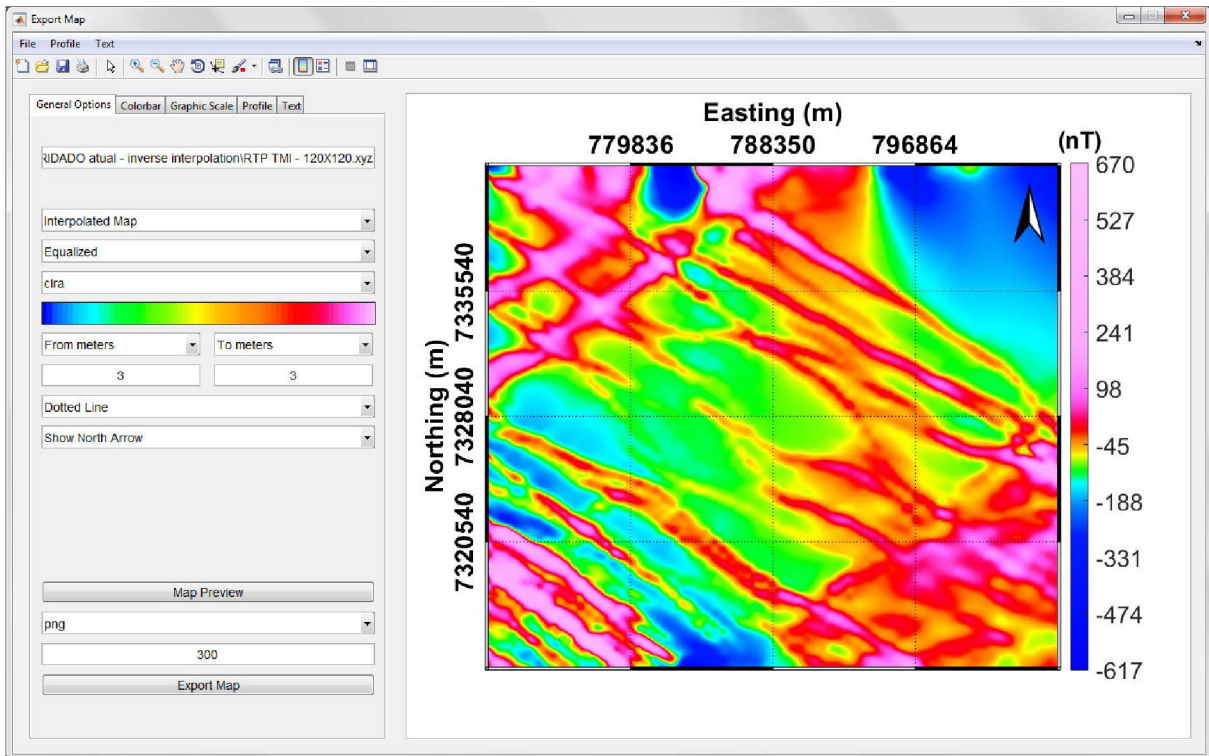 Export Map
File Profile Text
General Options Colorbar Graphic Scale Profile Text
RIDADO atual - inverse interpolation\RTP TMI - 120X120.xyz
Interpolated Map
Equalized
clra
From meters To meters
3 3
Dotted Line
Show North Arrow
Map Preview
png
300
Export Map
Easting (m)
779836 788350 796864 (nT)
Northing (m)
7335540
7328040
7320540
670
527
384
241
98
-45
-188
-331
-474
-617